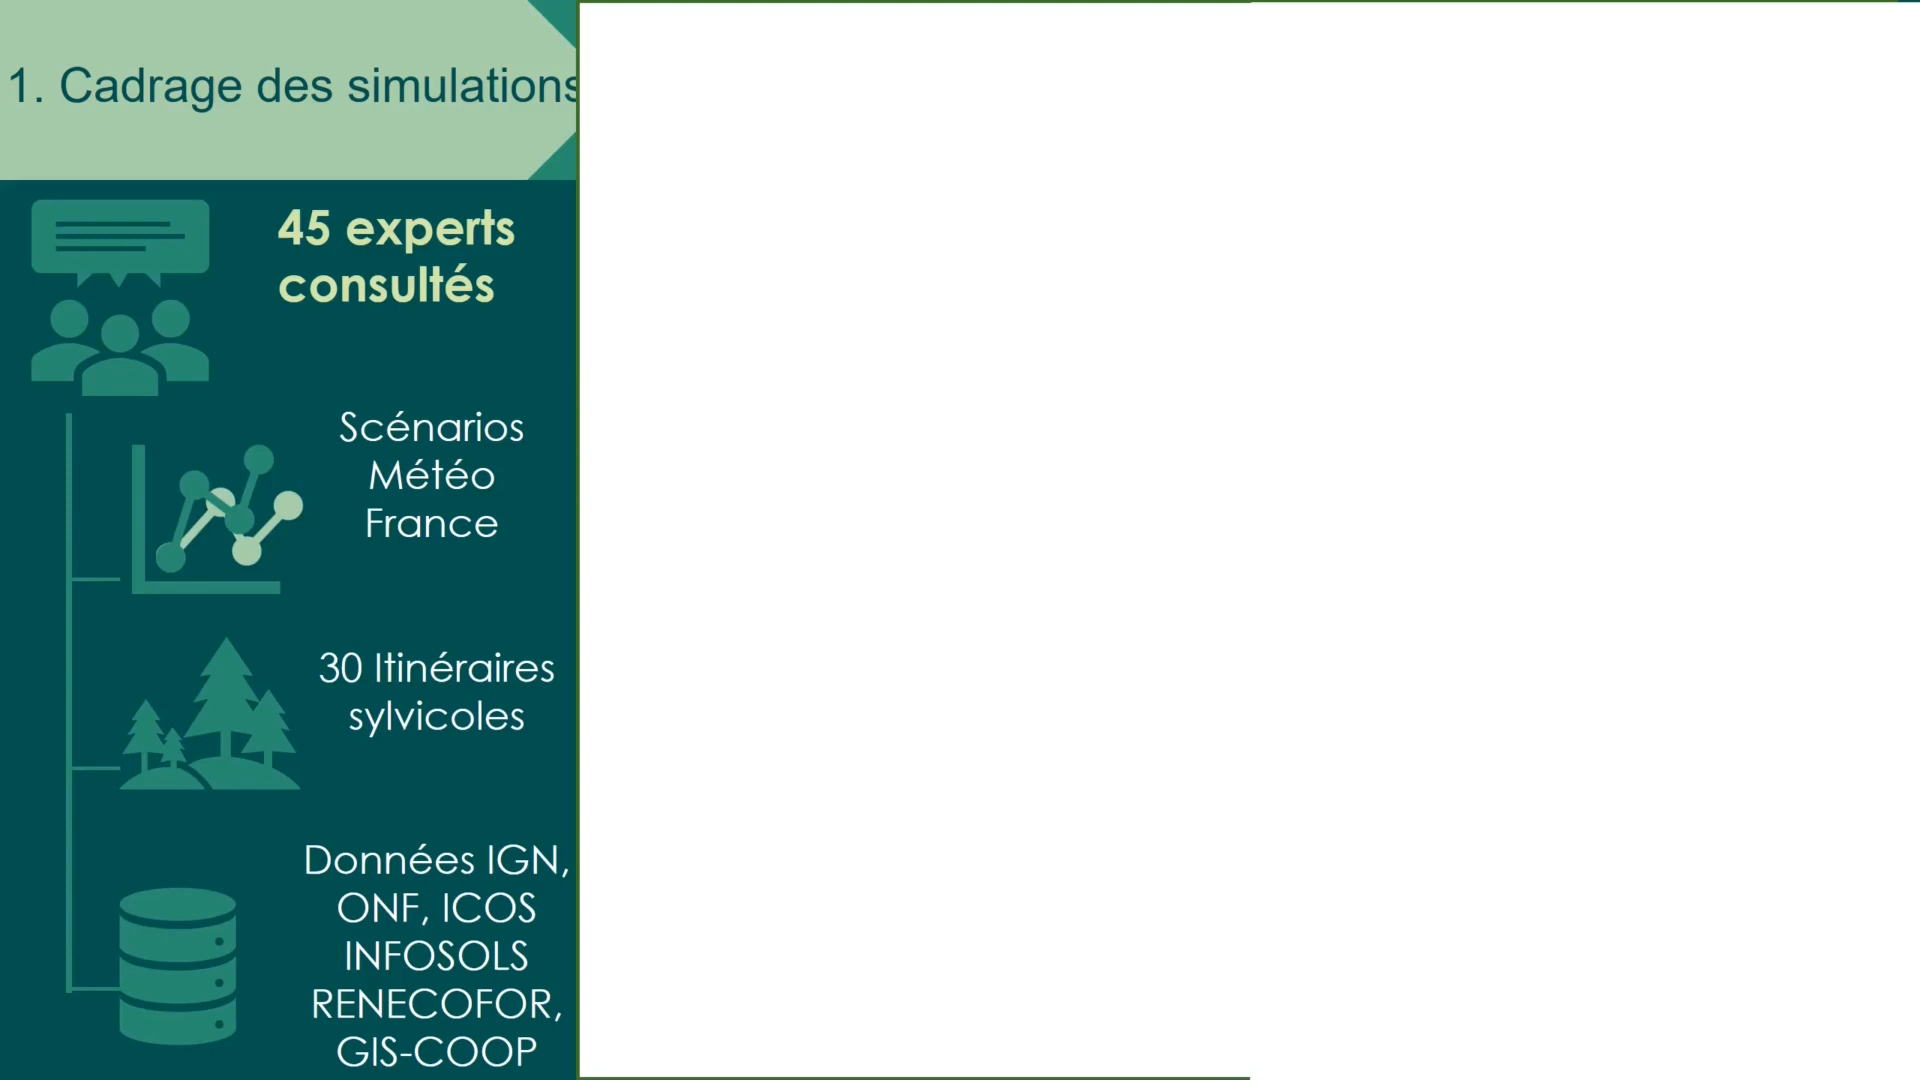 1. Cadrage des simulations
45 experts
consultés
Scénarios
Météo
France
30 Itinéraires
sylvicoles
Données IGN,
ONF, ICOS
INFOSOLS
RENECOFOR,
GIS-COOP